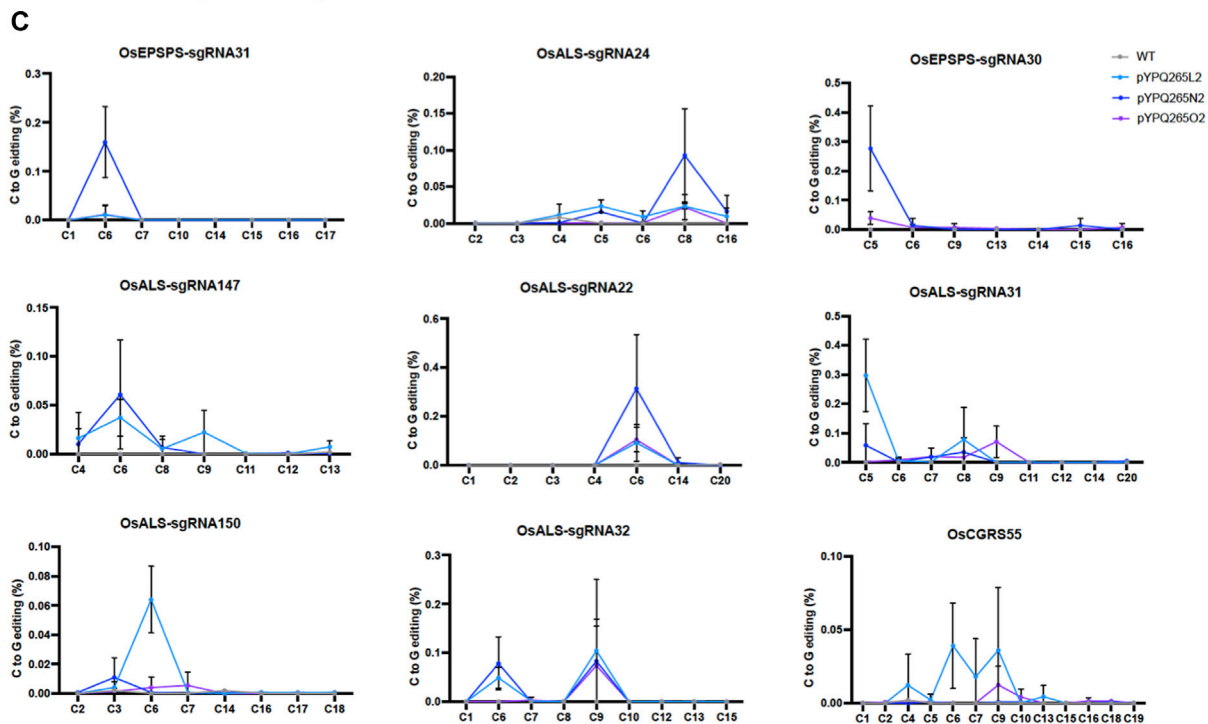 C
OsEPSPS-sgRNA31
C to G eidting (%)
0.3
0.2
0.1
0.0
C1 C6 C7 C10 C14 C15 C16 C17
OsALS-sgRNA24
C to G editing (%)
0.20
0.15
0.10
0.05
0.00
C2 C3 C4 C5 C6 C8 C16
OsEPSPS-sgRNA30
C to G editing (%)
0.5
0.4
0.3
0.2
0.1
0.0
C5 C6 C9 C13 C14 C15 C16
WT
pYPQ265L2
pYPQ265N2
pYPQ265O2
OsALS-sgRNA147
C to G editing (%)
0.15
0.10
0.05
0.00
C4 C6 C8 C9 C11 C12 C13
OsALS-sgRNA22
C to G editing (%)
0.6
0.4
0.2
0.0
C1 C2 C3 C4 C6 C14 C20
OsALS-sgRNA31
C to G editing (%)
0.5
0.4
0.3
0.2
0.1
0.0
C5 C6 C7 C8 C9 C11 C12 C14 C20
OsALS-sgRNA150
C to G editing (%)
0.10
0.08
0.06
0.04
0.02
0.00
C2 C3 C6 C7 C14 C16 C17 C18
OsALS-sgRNA32
C to G editing (%)
0.3
0.2
0.1
0.0
C1 C6 C7 C8 C9 C10 C12 C13 C15
OsCGRS55
C to G editing (%)
0.10
0.05
0.00
C1 C2 C4 C5 C6 C7 C9 C10 C13 C15 C16 C18 C19